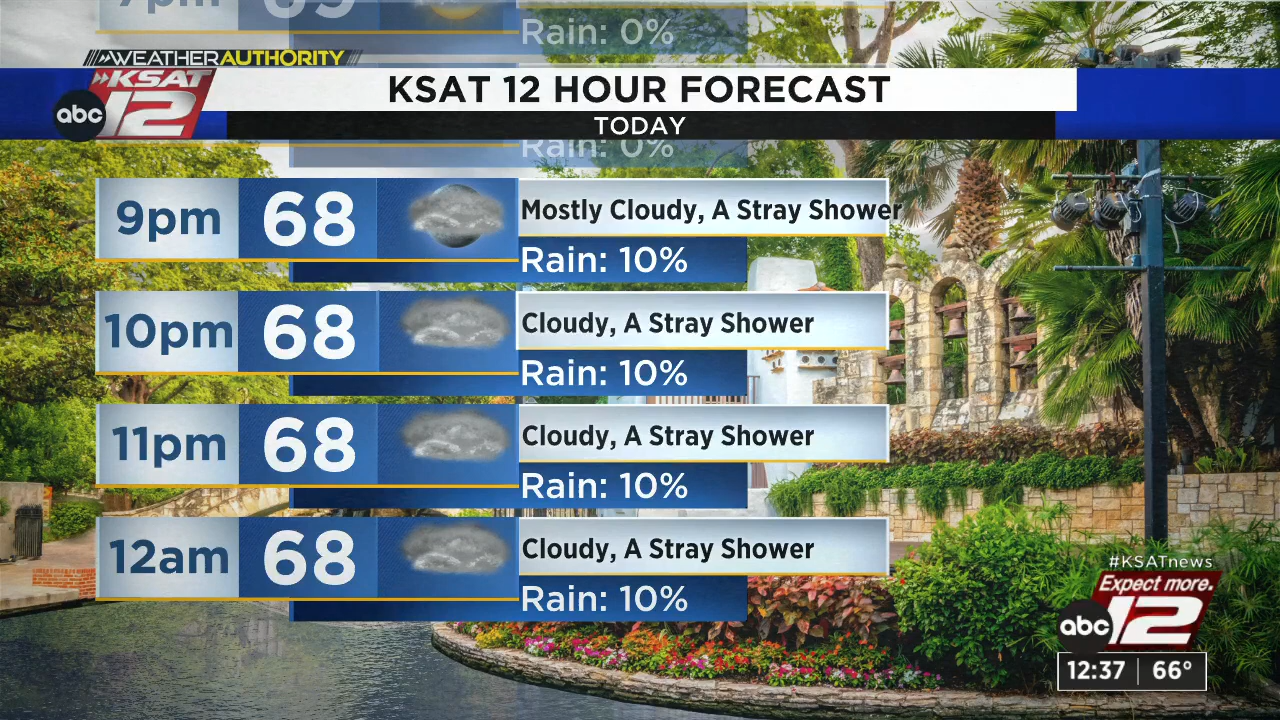 7pm
Rain: 0%
WEATHERAUTHORITY
KSAT
12
abc
KSAT 12 HOUR FORECAST
TODAY
Rain: 0%
9pm 68 Mostly Cloudy, A Stray Shower
Rain: 10%
10pm 68 Cloudy, A Stray Shower
Rain: 10%
11pm 68 Cloudy, A Stray Shower
Rain: 10%
12am 68 Cloudy, A Stray Shower
Rain: 10%
#KSATnews
Expect more.
abc 12
12:37 66°